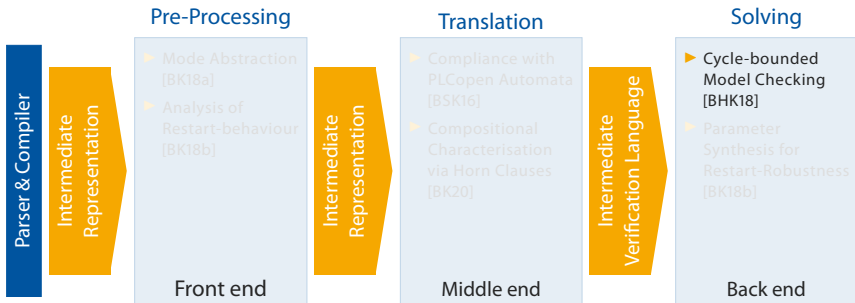 Parser & Compiler
Intermediate
Representation
Pre-Processing
Mode Abstraction
[BK18a]
Analysis of
Restart-behaviour
[BK18b]
Front end
Intermediate
Representation
Translation
Compliance with
PLCopen Automata
[BSK16]
Compositional
Characterisation
via Horn Clauses
[BK20]
Middle end
Intermediate
Verification Language
Solving
Cycle-bounded
Model Checking
[BHK18]
Parameter
Synthesis for
Restart-Robustness
[BK18b]
Back end